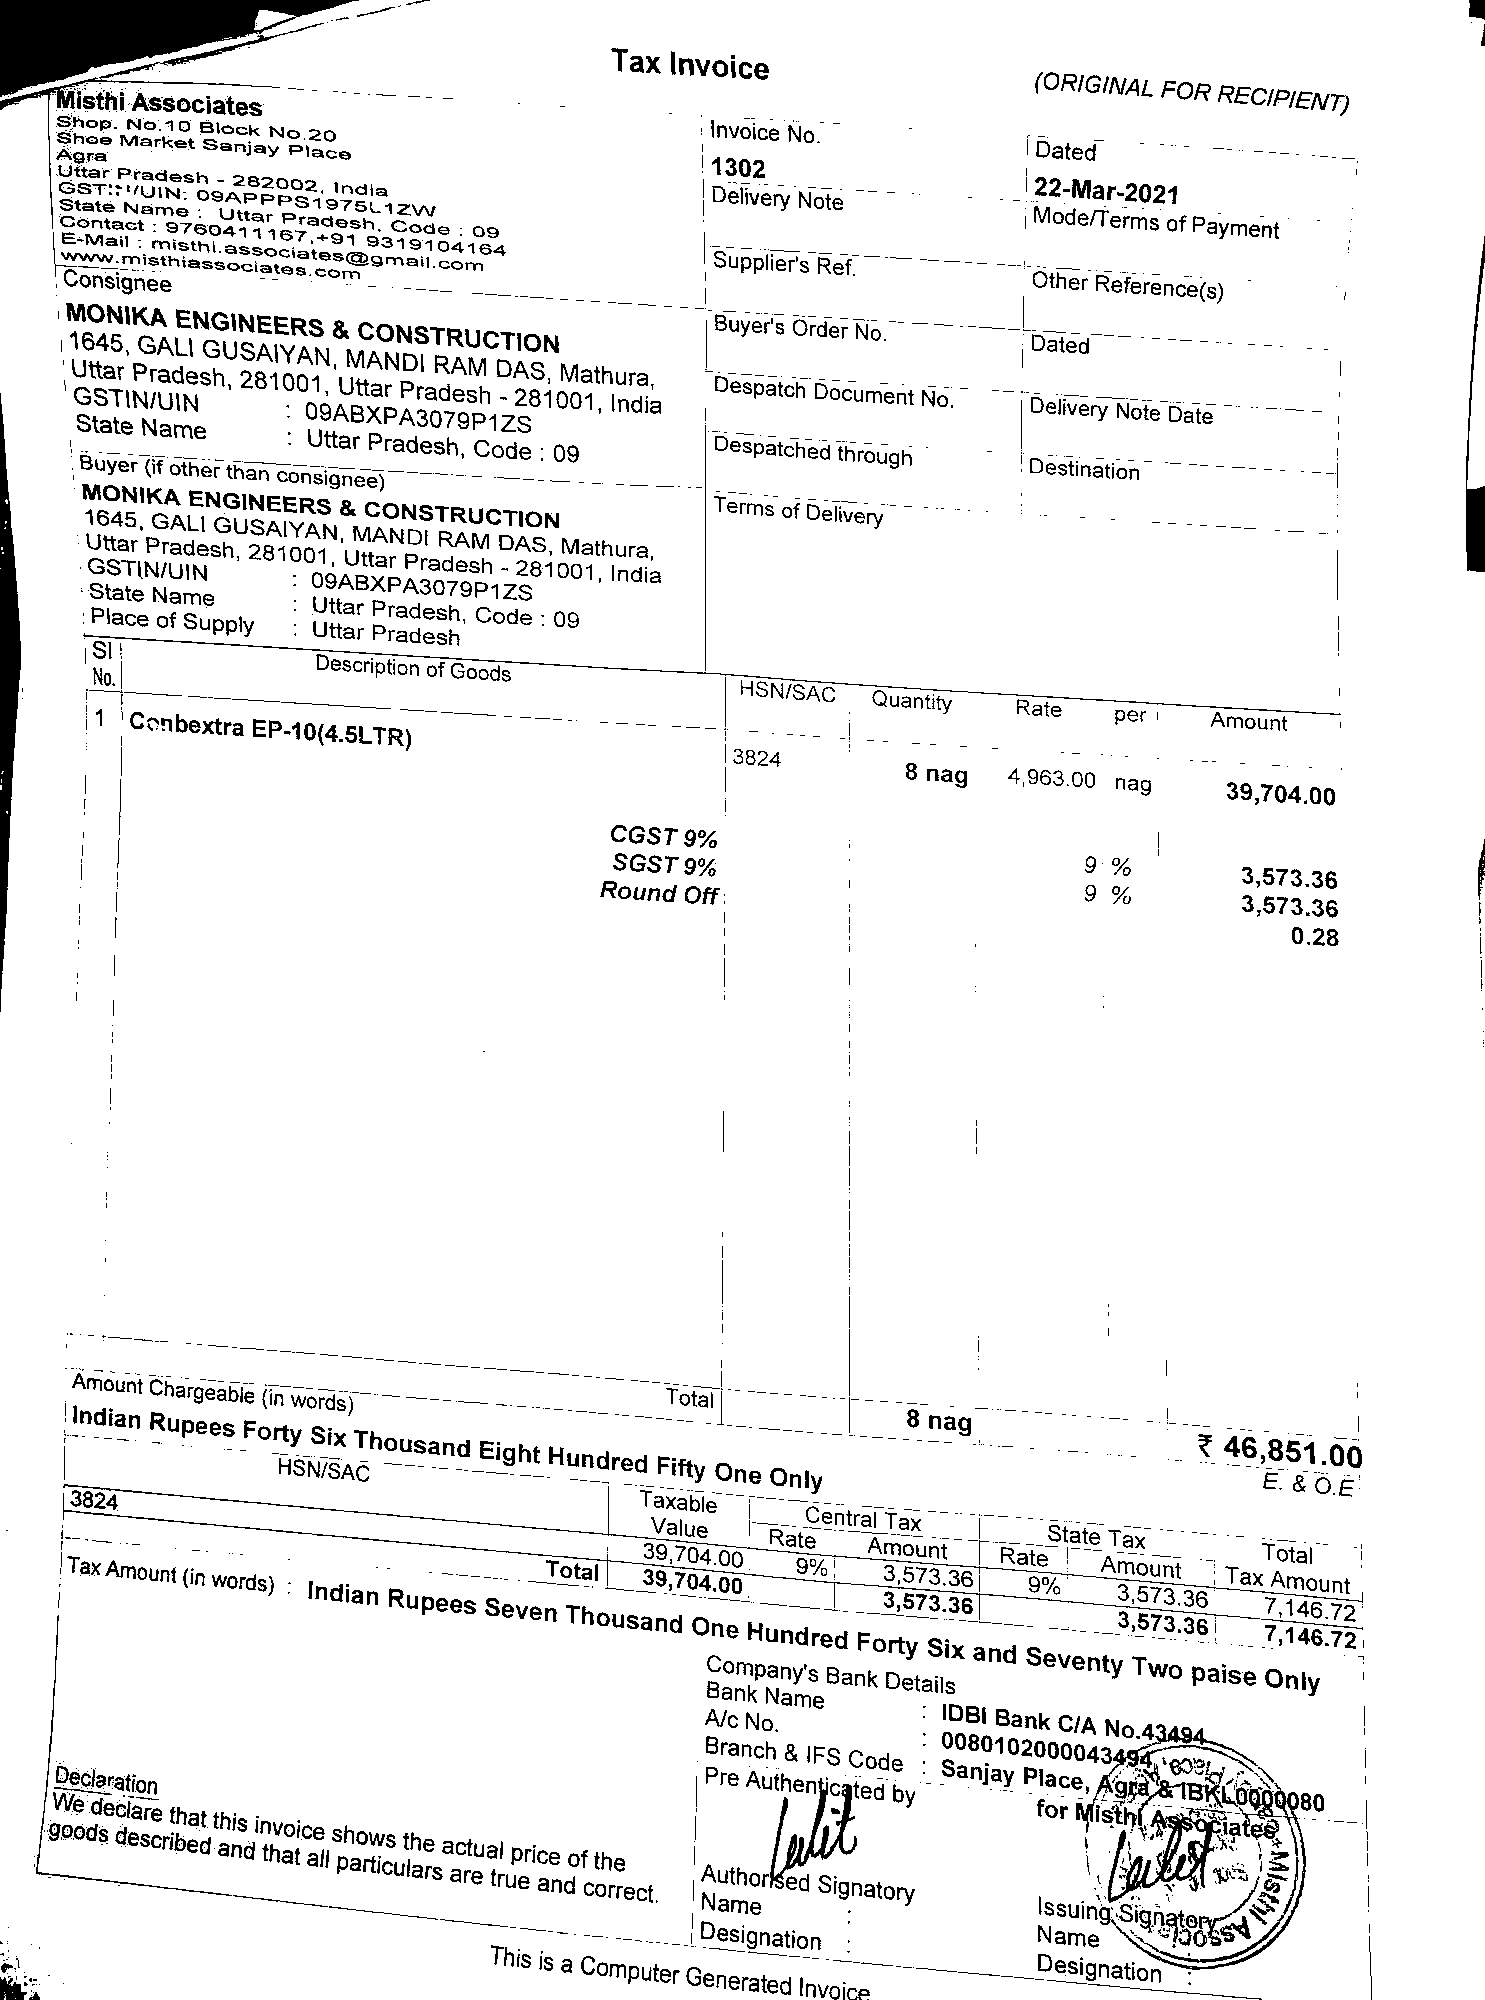 Tax Invoice
(ORIGINAL FOR RECIPIENT)
Misthi Associates
Shop. No.10 Block No.20
Shoe Market Sanjay Place
Agra
Uttar Pradesh - 282002, India
GSTIN/UIN: 09APPPS1975L1ZW
State Name : Uttar Pradesh, Code : 09
Contact : 9760411167,+91 9319104164
E-Mail : misthi.associates@gmail.com
www.misthiassociates.com
Invoice No.
1302
Dated
22-Mar-2021
Delivery Note
Mode/Terms of Payment
Supplier's Ref.
Other Reference(s)
Consignee
MONIKA ENGINEERS & CONSTRUCTION
1645, GALI GUSAIYAN, MANDI RAM DAS, Mathura,
Uttar Pradesh, 281001, Uttar Pradesh - 281001, India
GSTIN/UIN : 09ABXPA3079P1ZS
State Name : Uttar Pradesh, Code : 09
Buyer's Order No.
Dated
Despatch Document No.
Delivery Note Date
Despatched through
Destination
Terms of Delivery
Buyer (if other than consignee)
MONIKA ENGINEERS & CONSTRUCTION
1645, GALI GUSAIYAN, MANDI RAM DAS, Mathura,
Uttar Pradesh, 281001, Uttar Pradesh - 281001, India
GSTIN/UIN : 09ABXPA3079P1ZS
State Name : Uttar Pradesh, Code : 09
Place of Supply : Uttar Pradesh
Sl No. Description of Goods HSN/SAC Quantity Rate per Amount
1 Conbextra EP-10(4.5LTR) 3824 8 nag 4,963.00 nag 39,704.00
CGST 9% 9 % 3,573.36
SGST 9% 9 % 3,573.36
Round Off 0.28
Total 8 nag ₹ 46,851.00
Amount Chargeable (in words) E. & O.E
Indian Rupees Forty Six Thousand Eight Hundred Fifty One Only
HSN/SAC Taxable Value Central Tax State Tax Total Tax Amount
Rate Amount Rate Amount
3824 39,704.00 9% 3,573.36 9% 3,573.36 7,146.72
Total 39,704.00 3,573.36 3,573.36 7,146.72
Tax Amount (in words) : Indian Rupees Seven Thousand One Hundred Forty Six and Seventy Two paise Only
Company's Bank Details
Bank Name : IDBI Bank C/A No.43494
A/c No. : 0080102000043494
Branch & IFS Code : Sanjay Place, Agra & IBKL0000080
Declaration
We declare that this invoice shows the actual price of the
goods described and that all particulars are true and correct.
Pre Authenticated by
for Misthi Associates
Authorised Signatory
Name :
Designation :
Issuing Signatory
Name :
Designation :
Misthi Associa
This is a Computer Generated Invoice